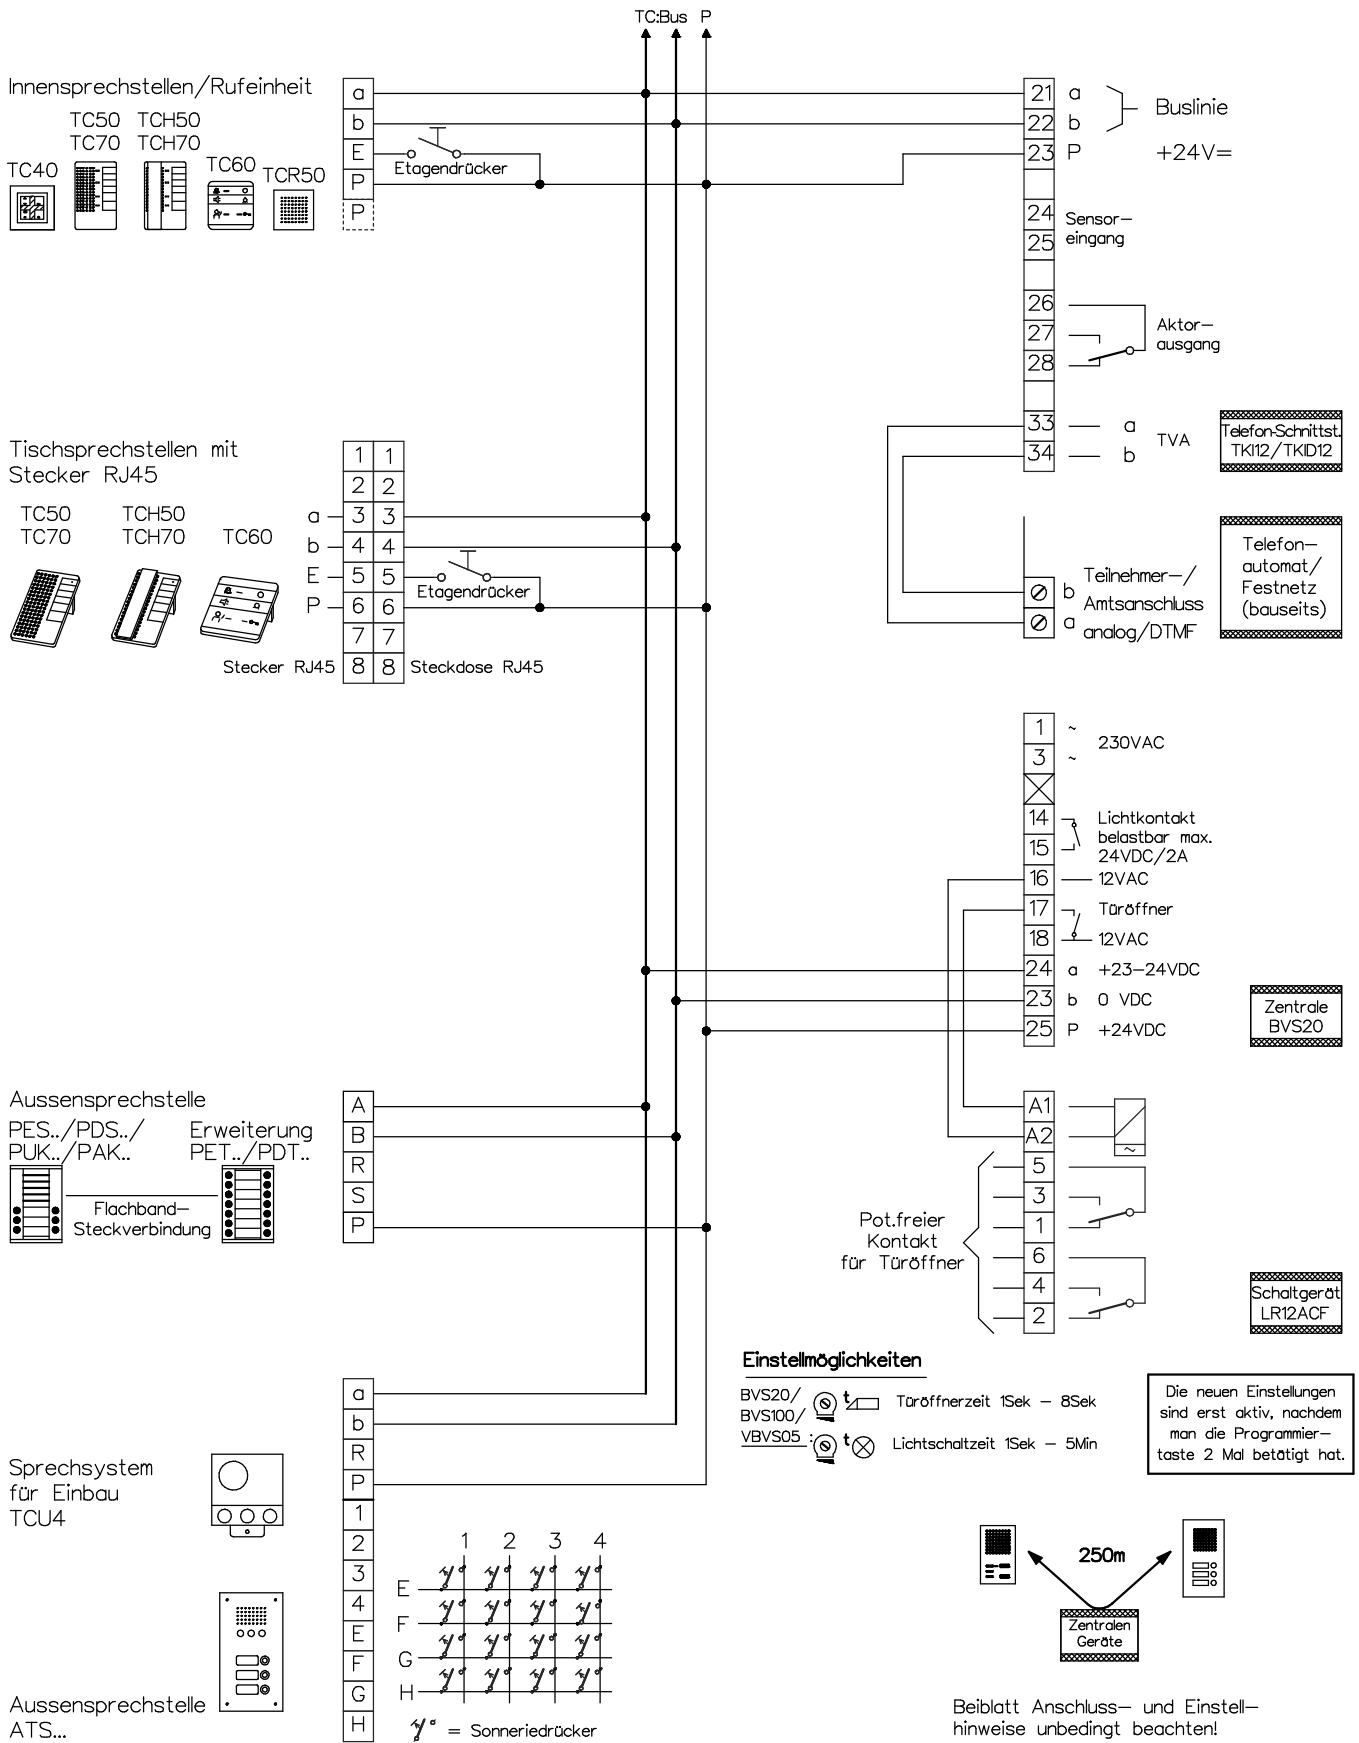 TC:Bus P
Innensprechstellen/Rufeinheit
TC50 TCH50
TC70 TCH70
TC40 TC60 TCR50
a
b
E
P
P
Etagendrücker
21 a
22 b
Buslinie
23 P +24V=
24
25
Sensor-
eingang
26
27
28
Aktor-
ausgang
33 a
34 b
TVA
Telefon-Schnittst.
TKI12/TKID12
Tischsprechstellen mit
Stecker RJ45
TC50 TCH50
TC70 TCH70 TC60
1 1
2 2
a 3 3
b 4 4
E 5 5
P 6 6
7 7
Stecker RJ45 8 8 Steckdose RJ45
Etagendrücker
b
a
Teilnehmer-/
Amtsanschluss
analog/DTMF
Telefon-
automat/
Festnetz
(bauseits)
1 ~
3 ~
230VAC
14
15
Lichtkontakt
belastbar max.
24VDC/2A
16 12VAC
17 Türöffner
18 12VAC
24 a +23-24VDC
23 b 0 VDC
25 P +24VDC
Zentrale
BVS20
Aussensprechstelle
PES../PDS../
PUK../PAK..
Erweiterung
PET../PDT..
Flachband-
Steckverbindung
A
B
R
S
P
A1
A2
~
5
3
1
6
4
2
Pot.freier
Kontakt
für Türöffner
Schaltgerät
LR12ACF
Einstellmöglichkeiten
BVS20/
BVS100/
VBVS05 :
t Türöffnerzeit 1Sek - 8Sek
t Lichtschaltzeit 1Sek - 5Min
Die neuen Einstellungen
sind erst aktiv, nachdem
man die Programmier-
taste 2 Mal betätigt hat.
a
b
R
P
1
2
3
4
E
F
G
H
Sprechsystem
für Einbau
TCU4
Aussensprechstelle
ATS...
1 2 3 4
E
F
G
H
= Sonneriedrücker
250m
Zentralen
Geräte
Beiblatt Anschluss- und Einstell-
hinweise unbedingt beachten!